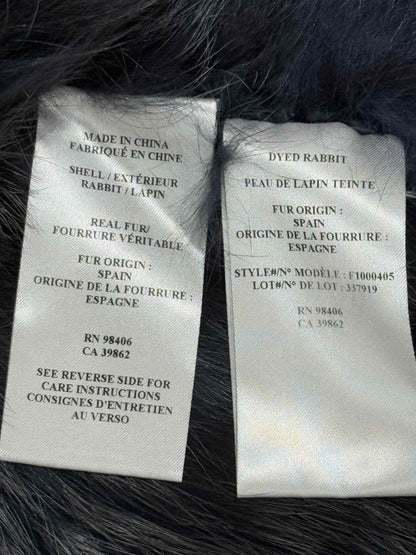 MADE IN CHINA
FABRIQUÉ EN CHINE
SHELL / EXTÉRIEUR
RABBIT / LAPIN
REAL FUR/
FOURRURE VÉRITABLE
FUR ORIGIN :
SPAIN
ORIGINE DE LA FOURRURE :
ESPAGNE
RN 98406
CA 39862
SEE REVERSE SIDE FOR
CARE INSTRUCTIONS
CONSIGNES D'ENTRETIEN
AU VERSO
DYED RABBIT
PEAU DE LAPIN TEINTE
FUR ORIGIN :
SPAIN
ORIGINE DE LA FOURRURE :
ESPAGNE
STYLE#/N° MODÈLE : F1000405
LOT#/N° DE LOT : 337919
RN 98406
CA 39862